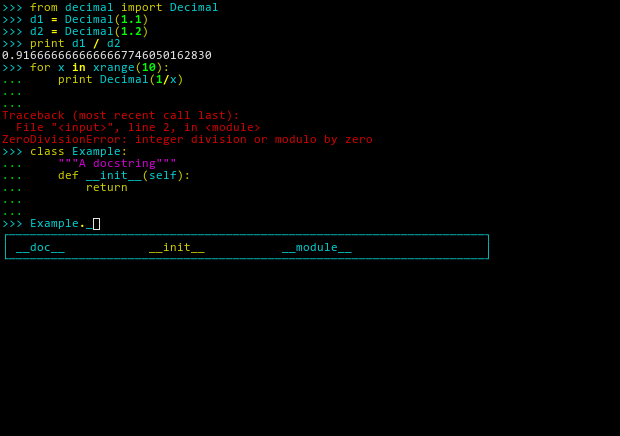 >>> from decimal import Decimal
>>> d1 = Decimal(1.1)
>>> d2 = Decimal(1.2)
>>> print d1 / d2
0.9166666666666667746050162830
>>> for x in xrange(10):
...     print Decimal(1/x)
...
...
Traceback (most recent call last):
  File "<input>", line 2, in <module>
ZeroDivisionError: integer division or modulo by zero
>>> class Example:
...     """A docstring"""
...     def __init__(self):
...         return
...
...
>>> Example._
__doc__ __init__ __module__